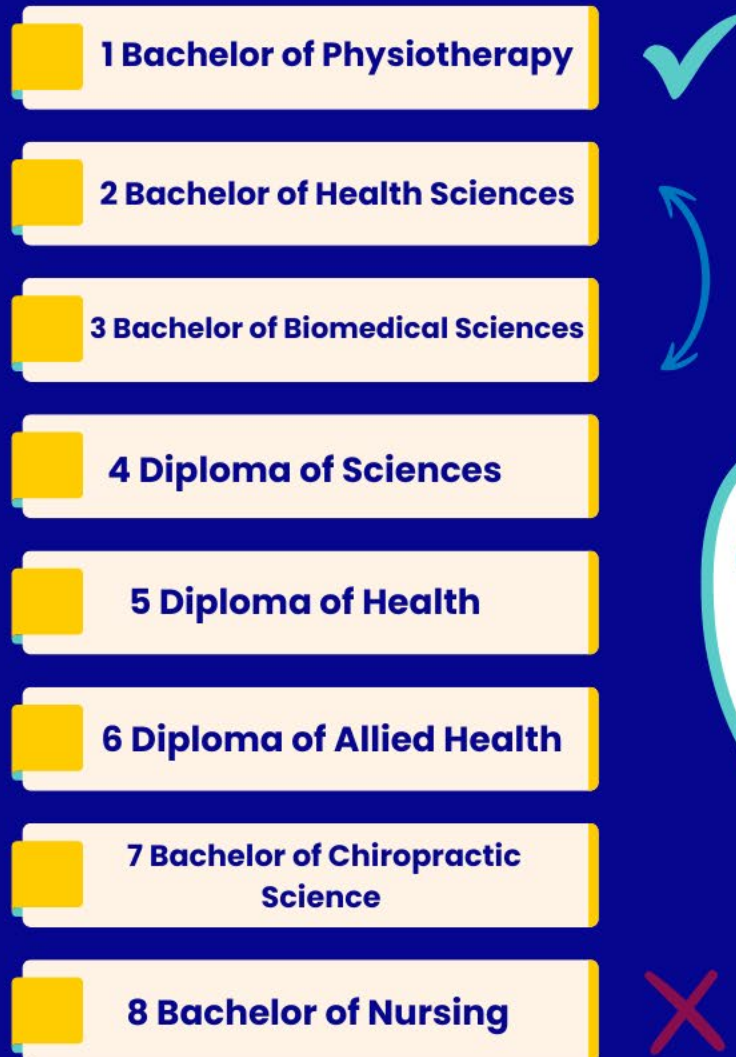 1 Bachelor of Physiotherapy
2 Bachelor of Health Sciences
3 Bachelor of Biomedical Sciences
4 Diploma of Sciences
5 Diploma of Health
6 Diploma of Allied Health
7 Bachelor of Chiropractic
Science
8 Bachelor of Nursing